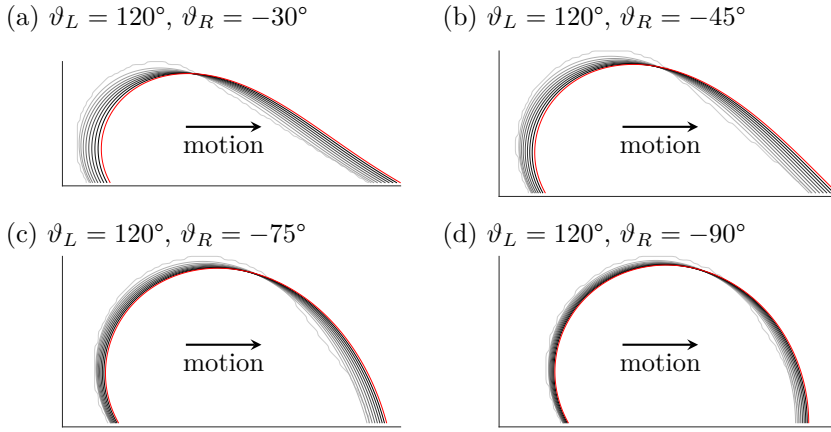 (a) ϑ_L = 120°, ϑ_R = −30°
motion
(b) ϑ_L = 120°, ϑ_R = −45°
motion
(c) ϑ_L = 120°, ϑ_R = −75°
motion
(d) ϑ_L = 120°, ϑ_R = −90°
motion